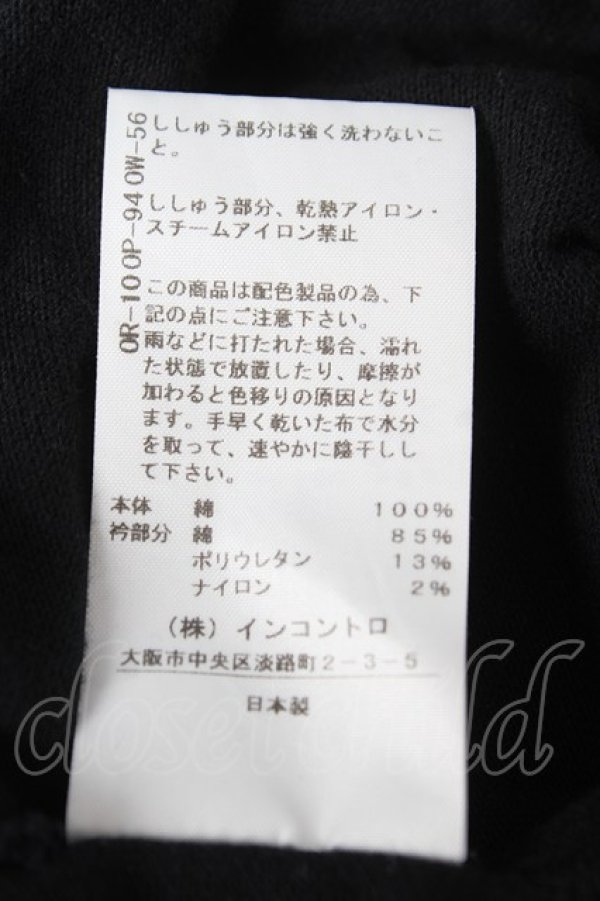 OR-100P-940W-56
ししゅう部分は強く洗わないこ
と。
ししゅう部分、乾熱アイロン・
スチームアイロン禁止
この商品は配色製品の為、下
記の点にご注意下さい。
雨などに打たれた場合、濡れ
た状態で放置したり、摩擦が
加わると色移りの原因となり
ます。手早く乾いた布で水分
を取って、速やかに陰干しし
て下さい。
本体 綿 100%
衿部分 綿 85%
ポリウレタン 13%
ナイロン 2%
(株)インコントロ
大阪市中央区淡路町2-3-5
日本製
closet child